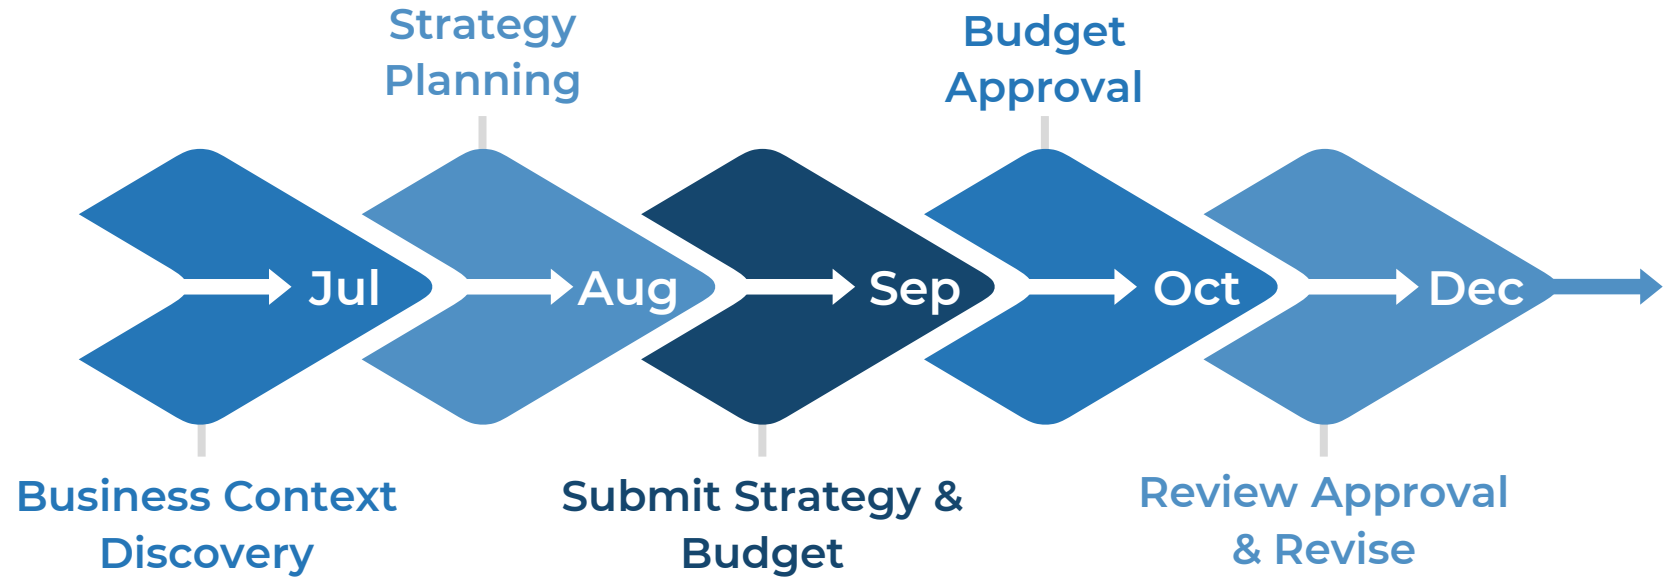 Strategy
Planning
Budget
Approval
Jul
Aug
Sep
Oct
Dec
Business Context
Discovery
Submit Strategy &
Budget
Review Approval
& Revise